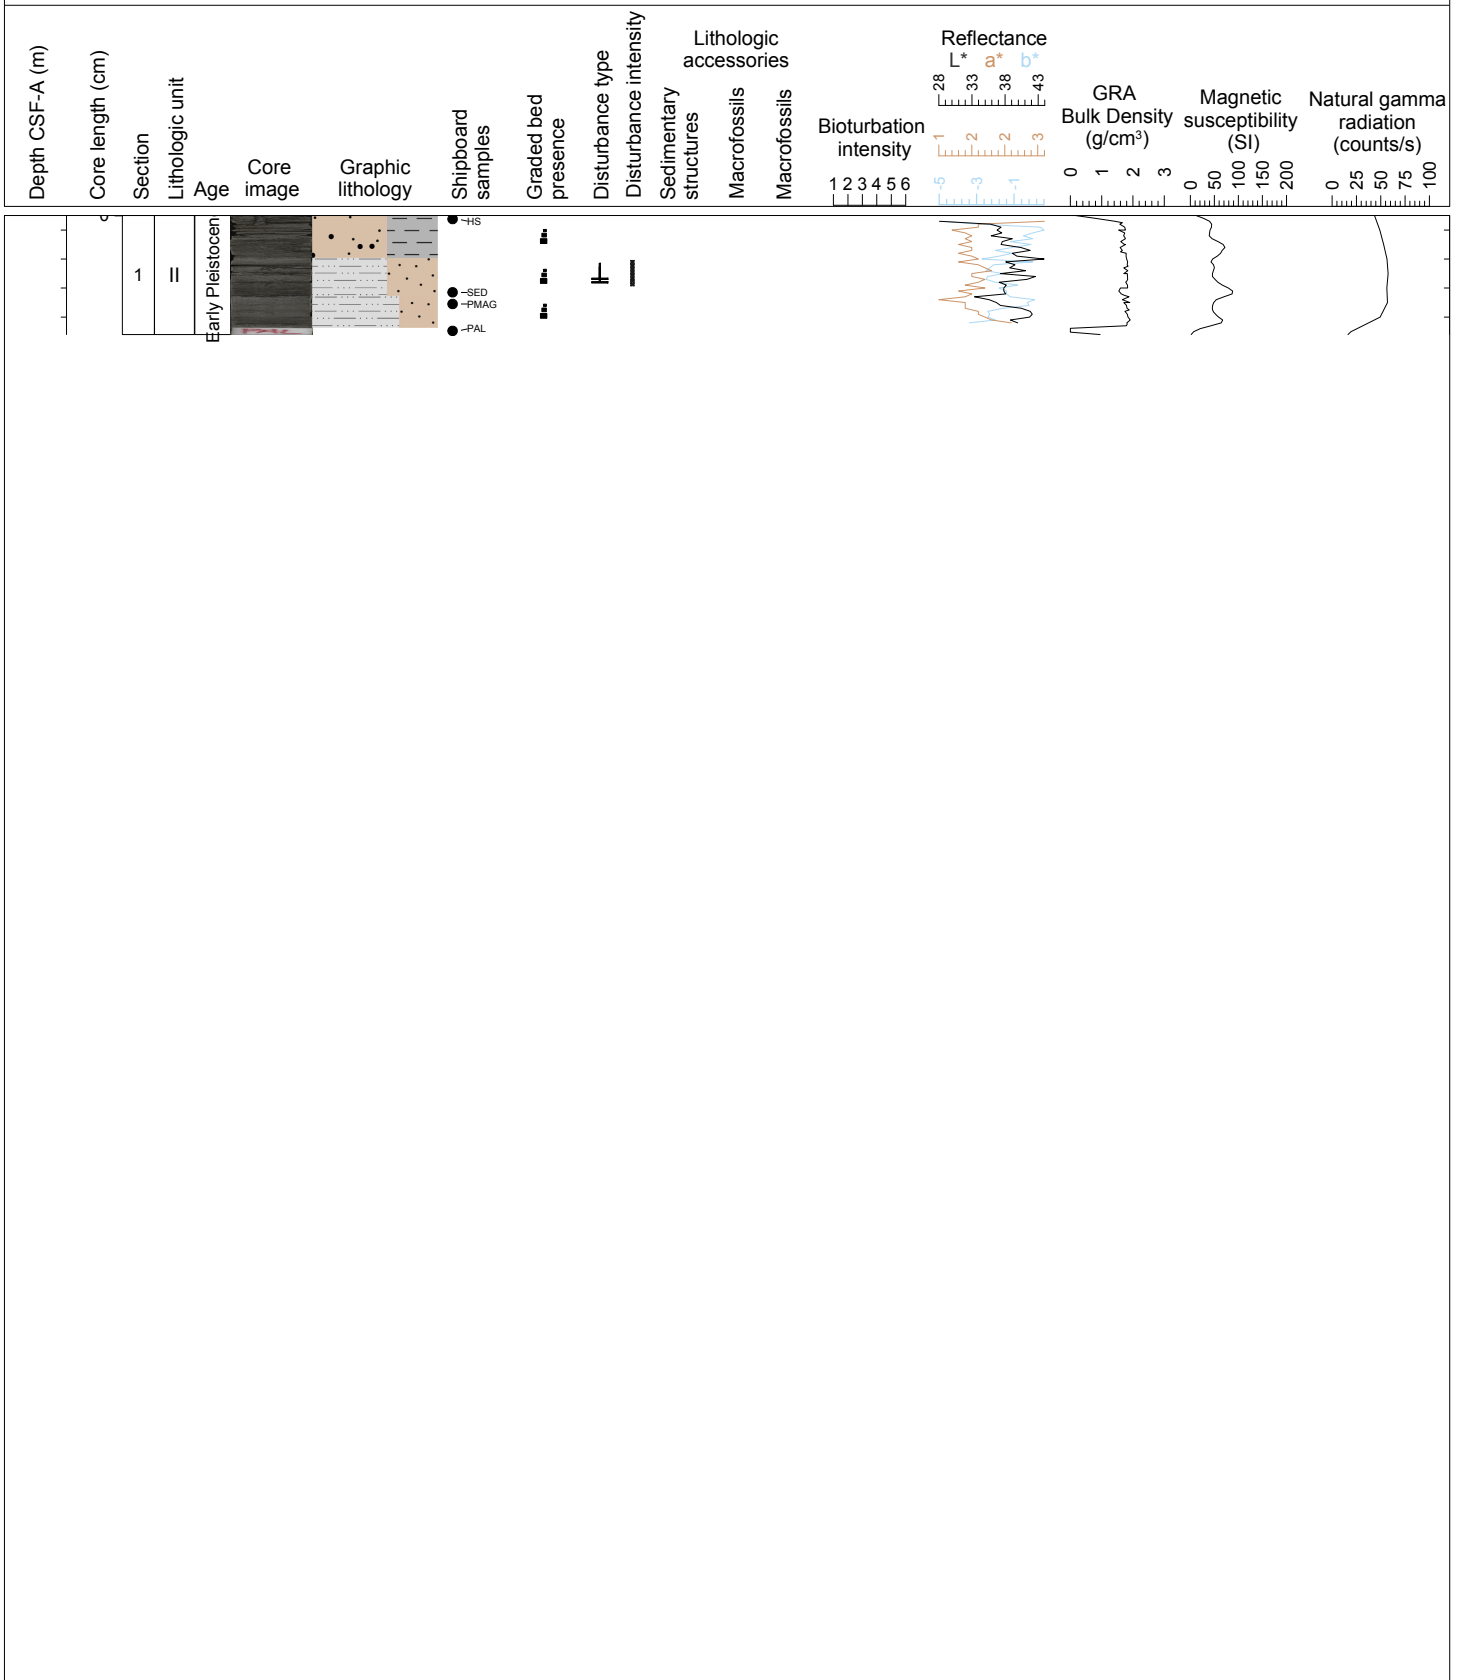 Depth CSF-A (m)
Core length (cm)
Section
Lithologic unit
Age
Core
image
Graphic
lithology
Shipboard
samples
Graded bed
presence
Disturbance type
Disturbance intensity
Lithologic
accessories
Sedimentary
structures
Macrofossils
Macrofossils
Bioturbation
intensity
1 2 3 4 5 6
Reflectance
L* a* b*
28 33 38 43
1 2 2 3
-5 -3 -1
GRA
Bulk Density
(g/cm³)
0 1 2 3
Magnetic
susceptibility
(SI)
0 50 100 150 200
Natural gamma
radiation
(counts/s)
0 25 50 75 100
1
II
Early Pleistocen
PAL
HS
SED
PMAG
PAL